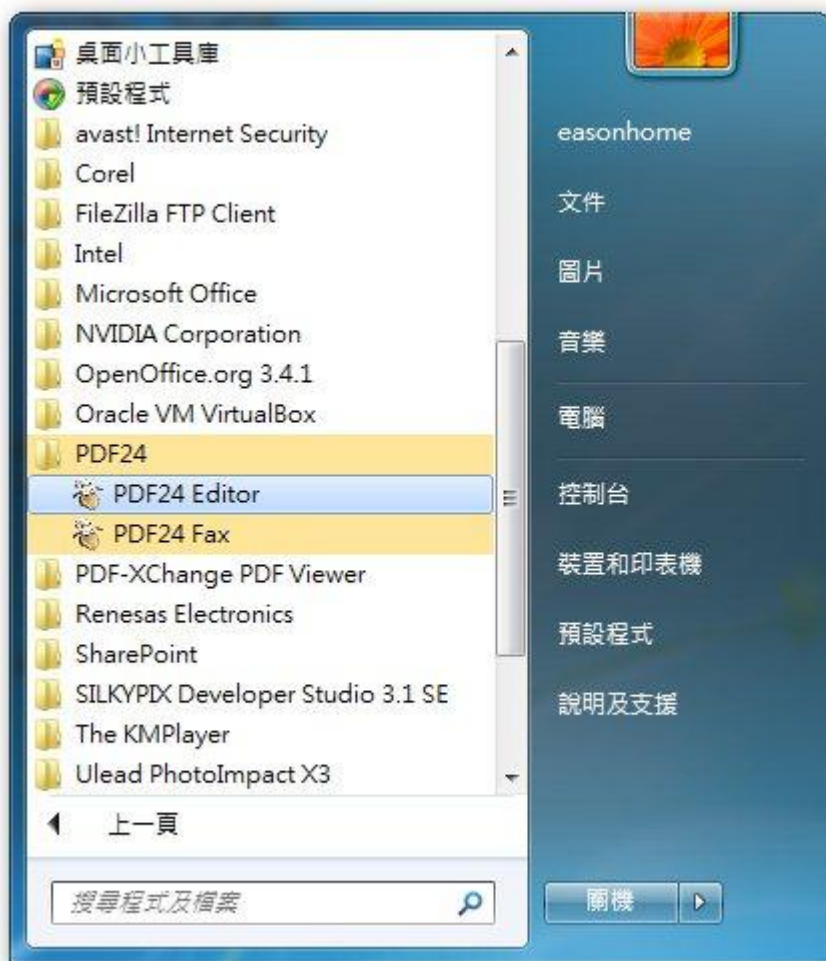 桌面小工具庫
預設程式
avast! Internet Security
Corel
FileZilla FTP Client
Intel
Microsoft Office
NVIDIA Corporation
OpenOffice.org 3.4.1
Oracle VM VirtualBox
PDF24
PDF24 Editor
PDF24 Fax
PDF-XChange PDF Viewer
Renesas Electronics
SharePoint
SILKYPIX Developer Studio 3.1 SE
The KMPlayer
Ulead PhotoImpact X3
上一頁
搜尋程式及檔案
easonhome
文件
圖片
音樂
電腦
控制台
裝置和印表機
預設程式
說明及支援
關機